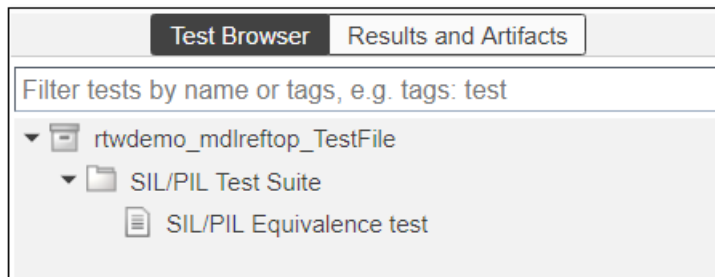 Test Browser Results and Artifacts
Filter tests by name or tags, e.g. tags: test
rtwdemo_mdlreftop_TestFile
SIL/PIL Test Suite
SIL/PIL Equivalence test